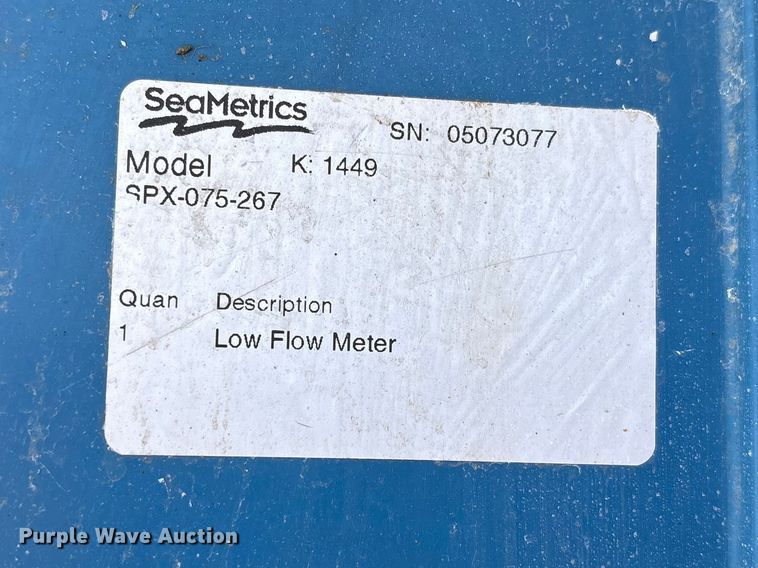 SeaMetrics
SN: 05073077
Model K: 1449
SPX-075-267
Quan Description
1 Low Flow Meter
Purple Wave Auction